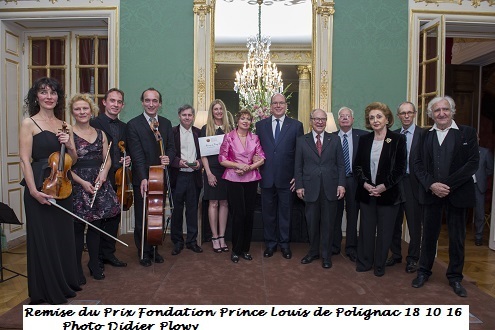 Remise du Prix Fondation Prince Louis de Polignac 18 10 16
Photo Didier Plowy